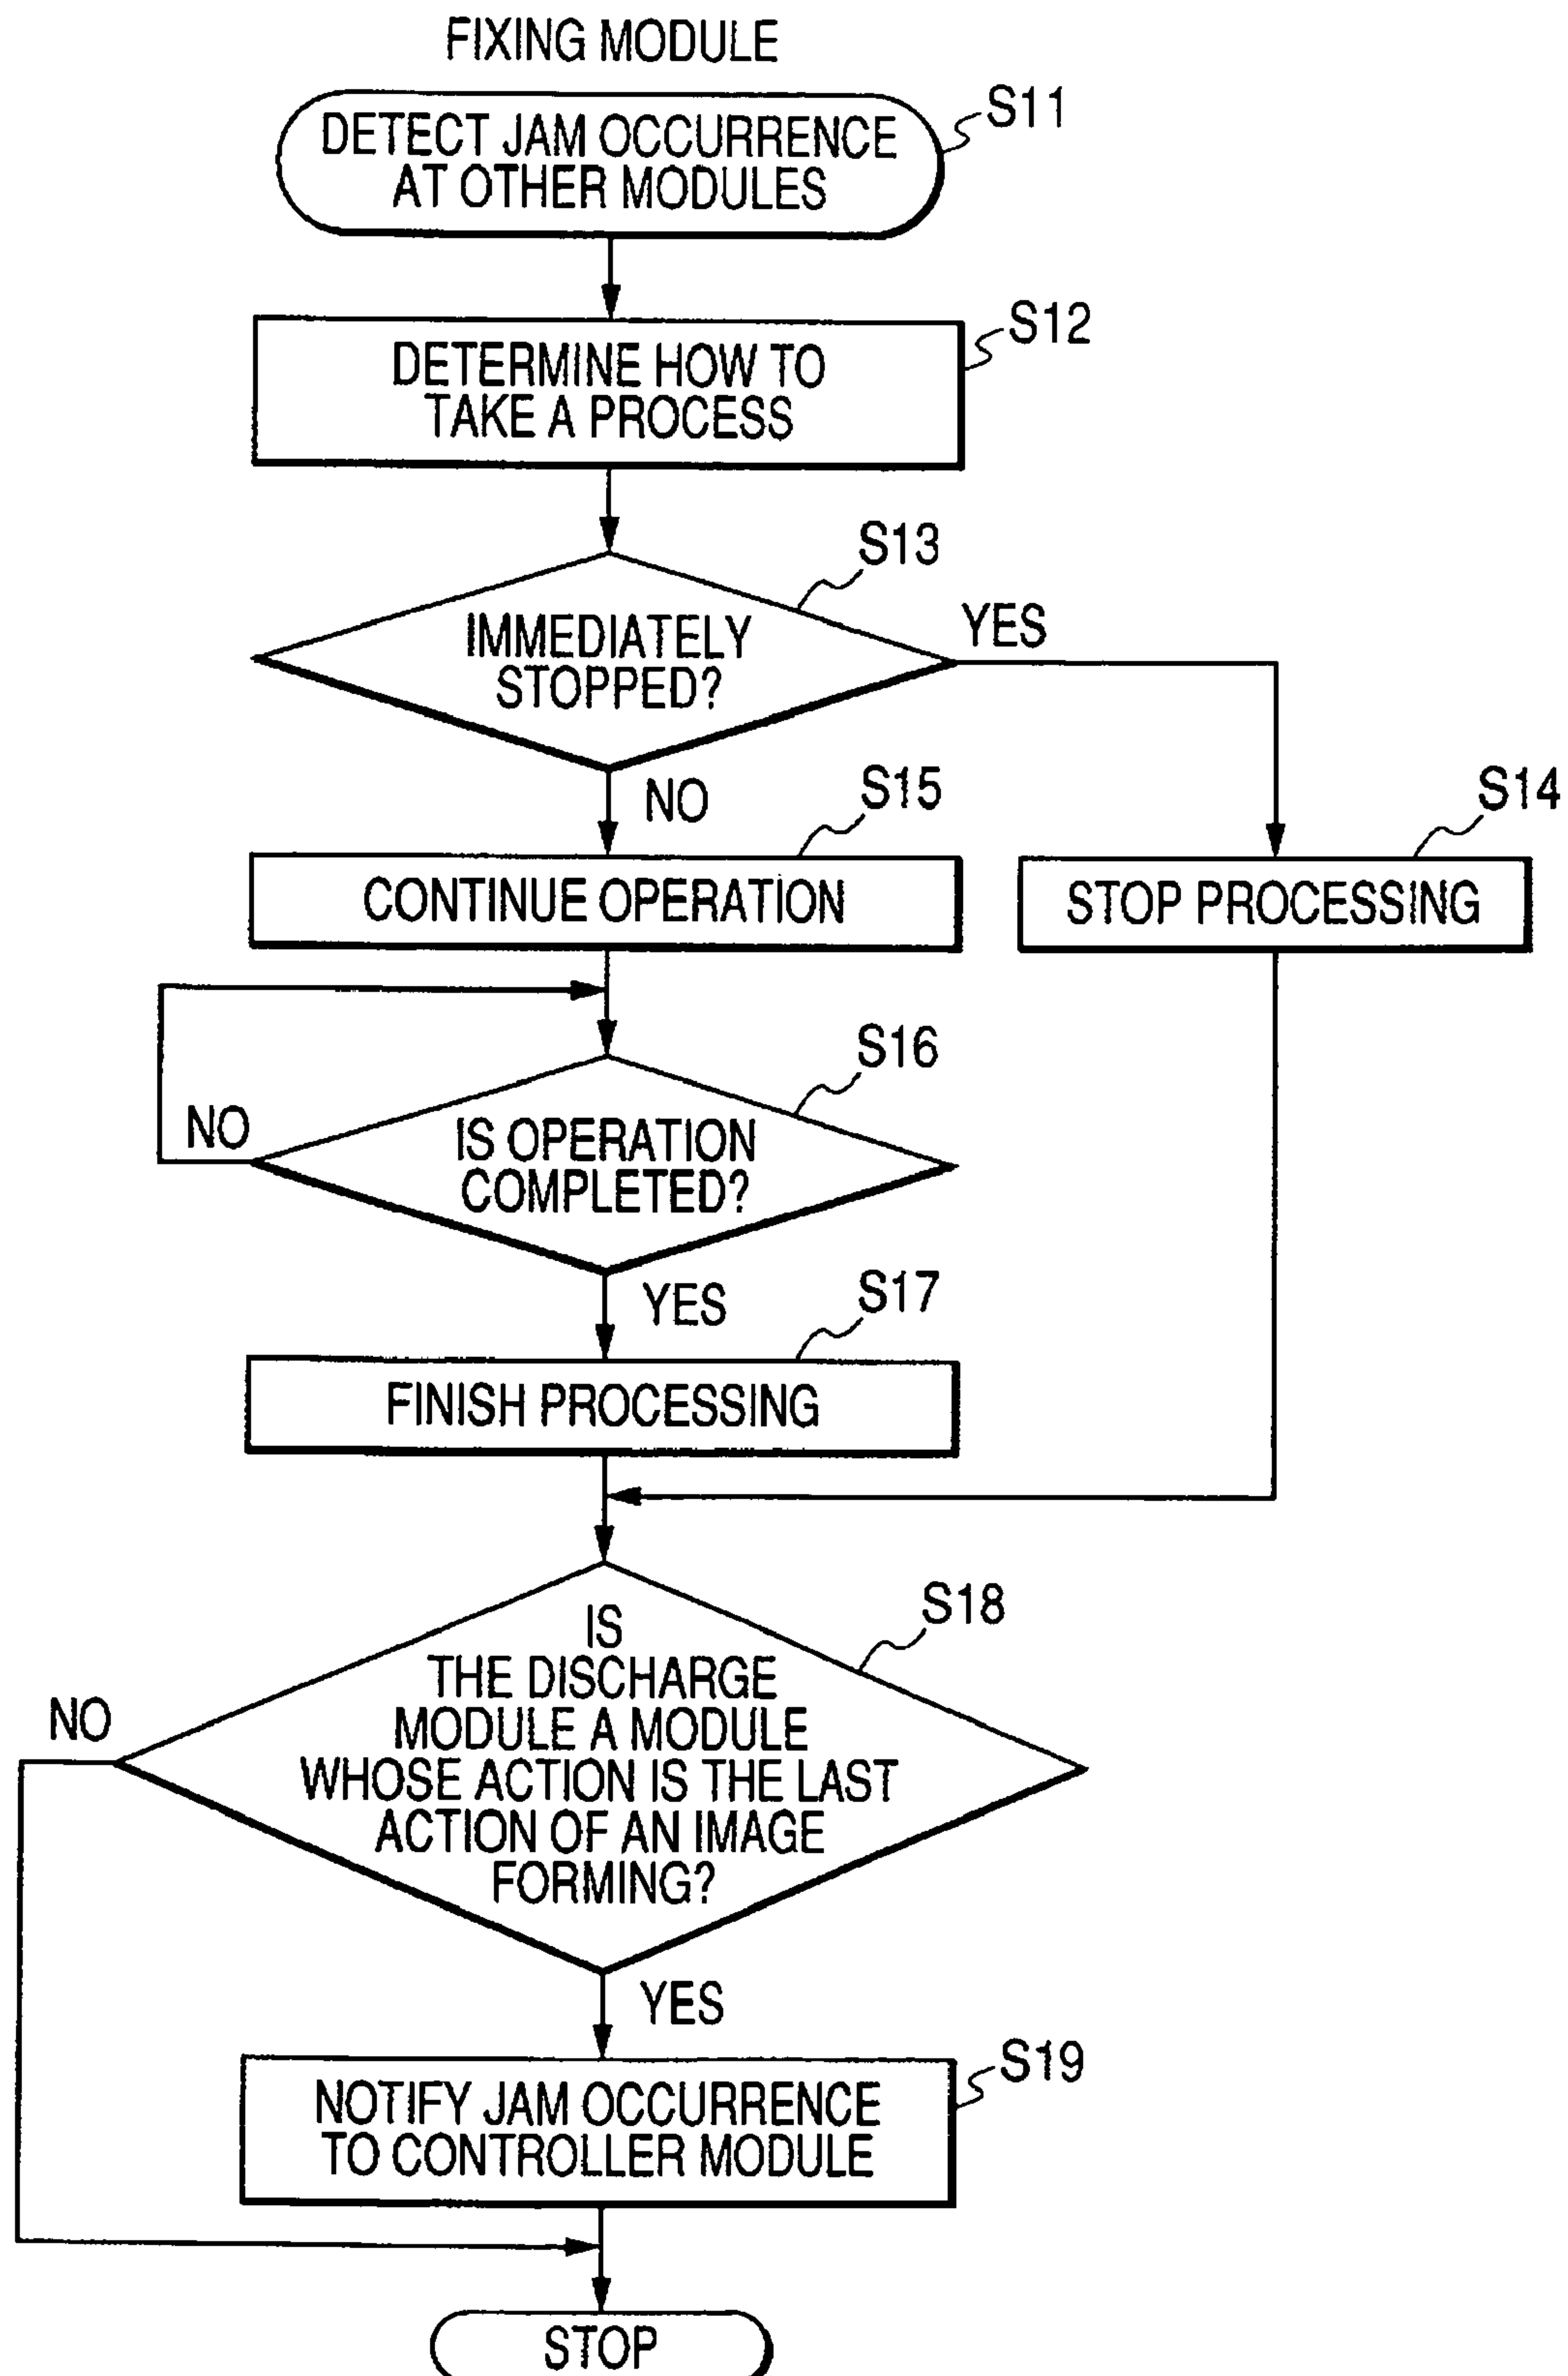 FIXING MODULE
S11
DETECT JAM OCCURRENCE
AT OTHER MODULES
S12
DETERMINE HOW TO
TAKE A PROCESS
S13
IMMEDIATELY
STOPPED?
YES
NO
S15
CONTINUE OPERATION
S14
STOP PROCESSING
S16
IS OPERATION
COMPLETED?
NO
YES
S17
FINISH PROCESSING
S18
IS
THE DISCHARGE
MODULE A MODULE
WHOSE ACTION IS THE LAST
ACTION OF AN IMAGE
FORMING?
NO
YES
S19
NOTIFY JAM OCCURRENCE
TO CONTROLLER MODULE
STOP